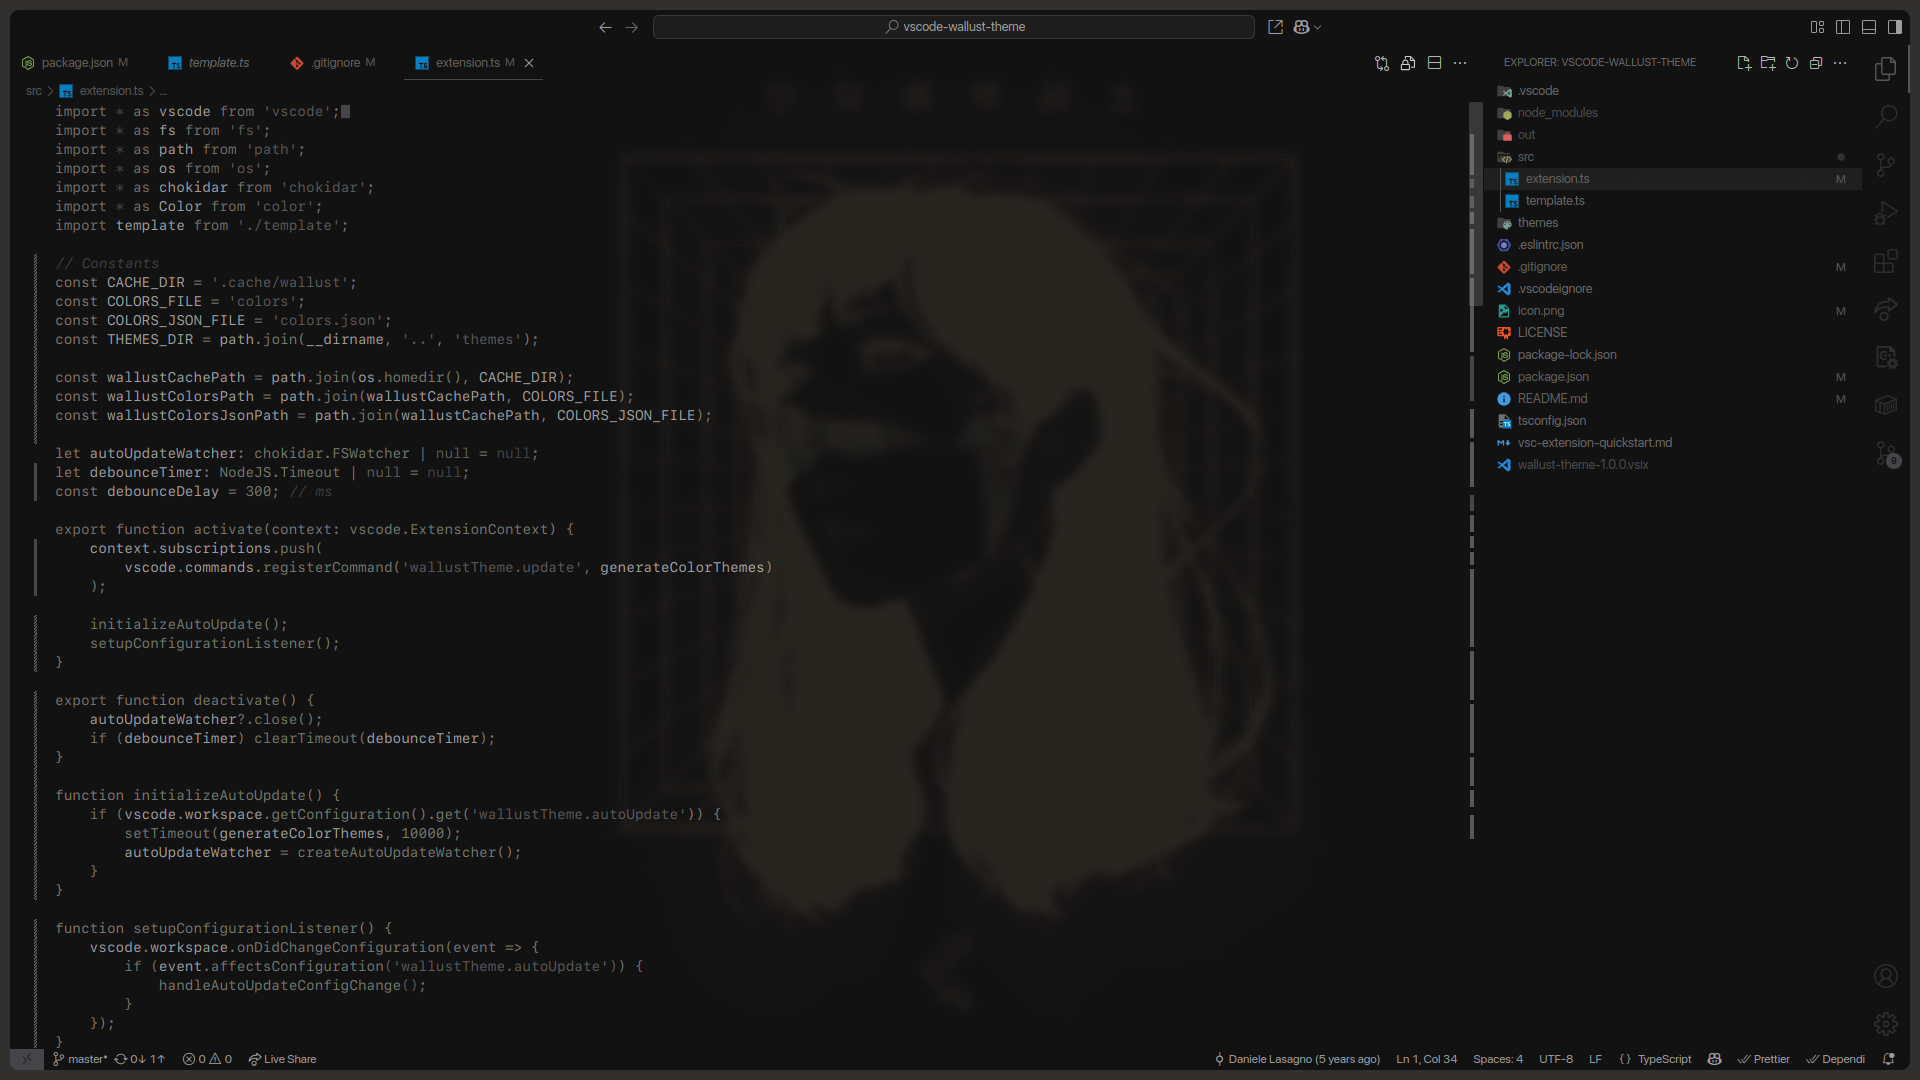 vscode-wallust-theme
package.json M
template.ts
.gitignore M
extension.ts M
EXPLORER: VSCODE-WALLUST-THEME
src > extension.ts > ...
import * as vscode from 'vscode';
import * as fs from 'fs';
import * as path from 'path';
import * as os from 'os';
import * as chokidar from 'chokidar';
import * as Color from 'color';
import template from './template';
// Constants
const CACHE_DIR = '.cache/wallust';
const COLORS_FILE = 'colors';
const COLORS_JSON_FILE = 'colors.json';
const THEMES_DIR = path.join(__dirname, '..', 'themes');
const wallustCachePath = path.join(os.homedir(), CACHE_DIR);
const wallustColorsPath = path.join(wallustCachePath, COLORS_FILE);
const wallustColorsJsonPath = path.join(wallustCachePath, COLORS_JSON_FILE);
let autoUpdateWatcher: chokidar.FSWatcher | null = null;
let debounceTimer: NodeJS.Timeout | null = null;
const debounceDelay = 300; // ms
export function activate(context: vscode.ExtensionContext) {
context.subscriptions.push(
vscode.commands.registerCommand('wallustTheme.update', generateColorThemes)
);
initializeAutoUpdate();
setupConfigurationListener();
}
export function deactivate() {
autoUpdateWatcher?.close();
if (debounceTimer) clearTimeout(debounceTimer);
}
function initializeAutoUpdate() {
if (vscode.workspace.getConfiguration().get('wallustTheme.autoUpdate')) {
setTimeout(generateColorThemes, 10000);
autoUpdateWatcher = createAutoUpdateWatcher();
}
}
function setupConfigurationListener() {
vscode.workspace.onDidChangeConfiguration(event => {
if (event.affectsConfiguration('wallustTheme.autoUpdate')) {
handleAutoUpdateConfigChange();
}
});
}
.vscode
node_modules
out
src
extension.ts M
template.ts
themes
.eslintrc.json
.gitignore M
.vscodeignore
icon.png M
LICENSE
package-lock.json
package.json M
README.md M
tsconfig.json
vsc-extension-quickstart.md
wallust-theme-1.0.0.vsix
9
master* 0↓ 1↑ 0 0 Live Share
Daniele Lasagno (5 years ago) Ln 1, Col 34 Spaces: 4 UTF-8 LF {} TypeScript Prettier Dependi